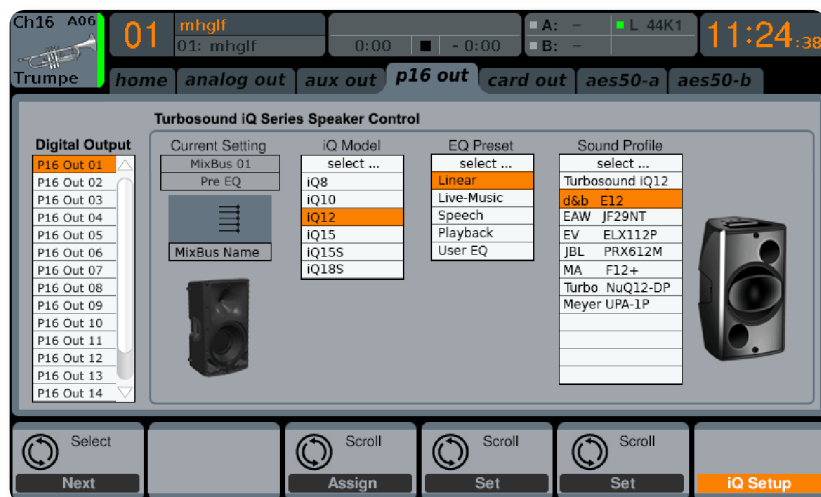 Ch16 A06
Trumpe
01
mhglf
01: mhglf
0:00 - 0:00
A: -
B: -
L 44K1
11:24:38
home analog out aux out p16 out card out aes50-a aes50-b
Turbosound iQ Series Speaker Control
Digital Output
P16 Out 01
P16 Out 02
P16 Out 03
P16 Out 04
P16 Out 05
P16 Out 06
P16 Out 07
P16 Out 08
P16 Out 09
P16 Out 10
P16 Out 11
P16 Out 12
P16 Out 13
P16 Out 14
Current Setting
MixBus 01
Pre EQ
MixBus Name
iQ Model
select ...
iQ8
iQ10
iQ12
iQ15
iQ15S
iQ18S
EQ Preset
select ...
Linear
Live-Music
Speech
Playback
User EQ
Sound Profile
select ...
Turbosound iQ12
d&b E12
EAW JF29NT
EV ELX112P
JBL PRX612M
MA F12+
Turbo NuQ12-DP
Meyer UPA-1P
Select
Next
Scroll
Assign
Scroll
Set
Scroll
Set
iQ Setup